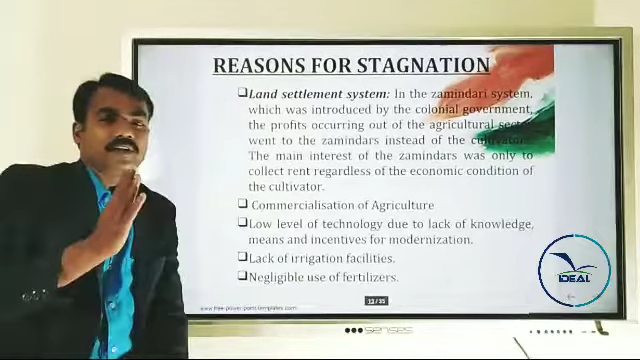 REASONS FOR STAGNATION
❑Land settlement system: In the zamindari system,
which was introduced by the colonial government,
the profits occurring out of the agricultural sector
went to the zamindars instead of the cultivators.
The main interest of the zamindars was only to
collect rent regardless of the economic condition of
the cultivator.
❑ Commercialisation of Agriculture
❑Low level of technology due to lack of knowledge,
means and incentives for modernization.
❑Lack of irrigation facilities.
❑Negligible use of fertilizers.
IDEAL
www.free-power-point-templates.com
13 / 35
senses